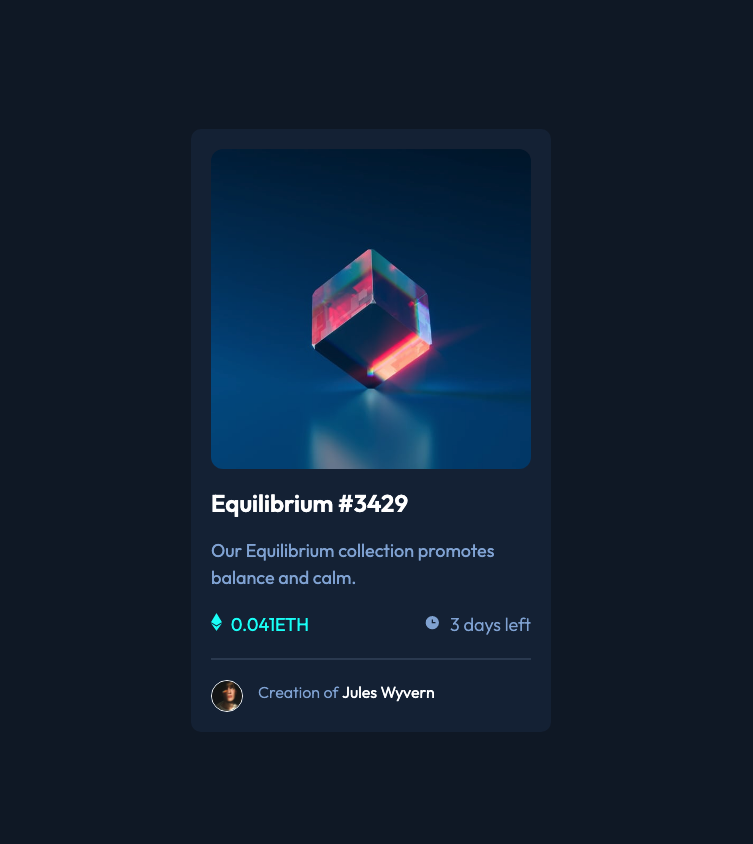 Equilibrium #3429
Our Equilibrium collection promotes
balance and calm.
0.041ETH
3 days left
Creation of Jules Wyvern